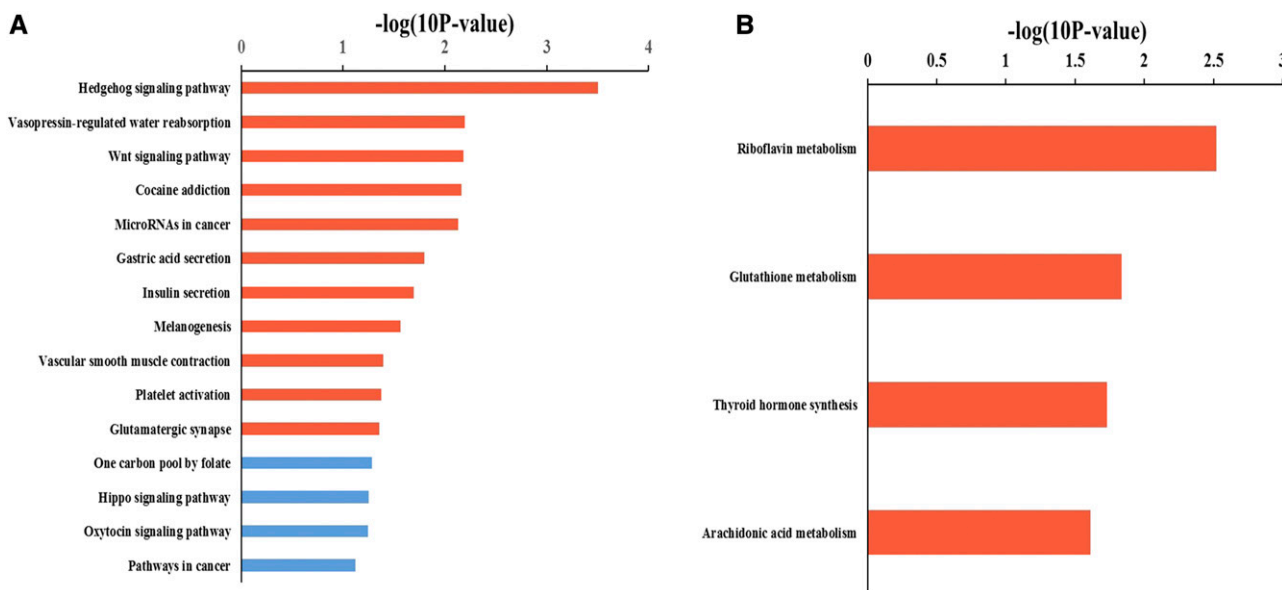 A
-log(10P-value)
0 1 2 3 4
Hedgehog signaling pathway
Vasopressin-regulated water reabsorption
Wnt signaling pathway
Cocaine addiction
MicroRNAs in cancer
Gastric acid secretion
Insulin secretion
Melanogenesis
Vascular smooth muscle contraction
Platelet activation
Glutamatergic synapse
One carbon pool by folate
Hippo signaling pathway
Oxytocin signaling pathway
Pathways in cancer
B
-log(10P-value)
0 0.5 1 1.5 2 2.5 3
Riboflavin metabolism
Glutathione metabolism
Thyroid hormone synthesis
Arachidonic acid metabolism